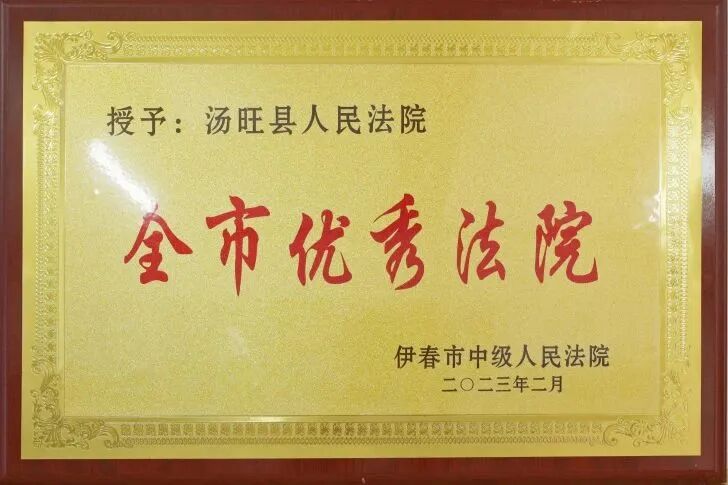 授予：汤旺县人民法院
全市优秀法院
伊春市中级人民法院
二〇二三年二月